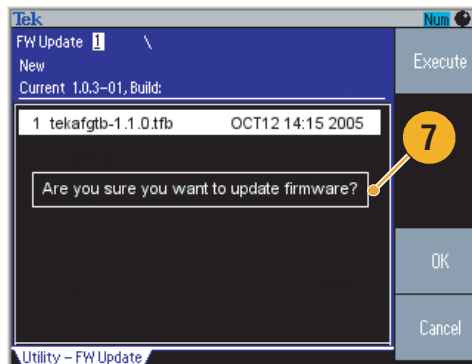 Tek
Num
FW Update 1 \
New
Current 1.0.3–01, Build:
Execute
1 tekafgtb-1.1.0.tfb OCT12 14:15 2005
7
Are you sure you want to update firmware?
OK
Cancel
Utility – FW Update